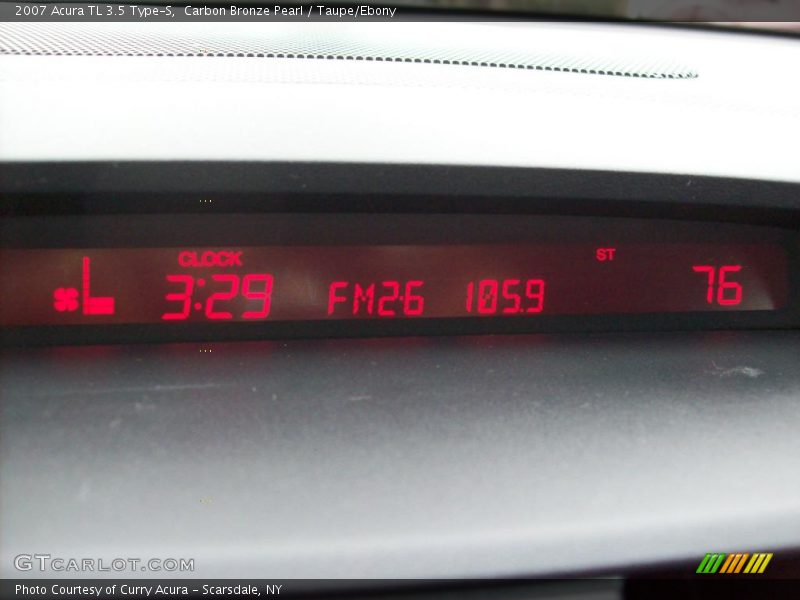 2007 Acura TL 3.5 Type-S, Carbon Bronze Pearl / Taupe/Ebony
CLOCK ST
3:29 FM2-6 105.9 76
GTCARLOT.COM
Photo Courtesy of Curry Acura - Scarsdale, NY